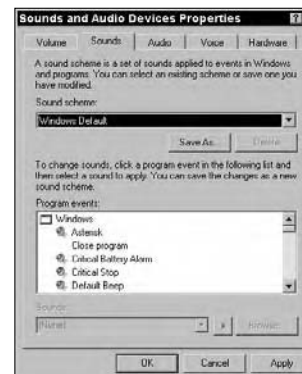 Sounds and Audio Devices Properties ?
Volume Sounds Audio Voice Hardware
A sound scheme is a set of sounds applied to events in Windows
and programs. You can select an existing scheme or save one you
have modified.
Sound scheme:
Windows Default
Save As... Delete
To change sounds, click a program event in the following list and
then select a sound to apply. You can save the changes as a new
sound scheme.
Program events:
Windows
Asterisk
Close program
Critical Battery Alarm
Critical Stop
Default Beep
Sounds:
(None) Browse...
OK Cancel Apply